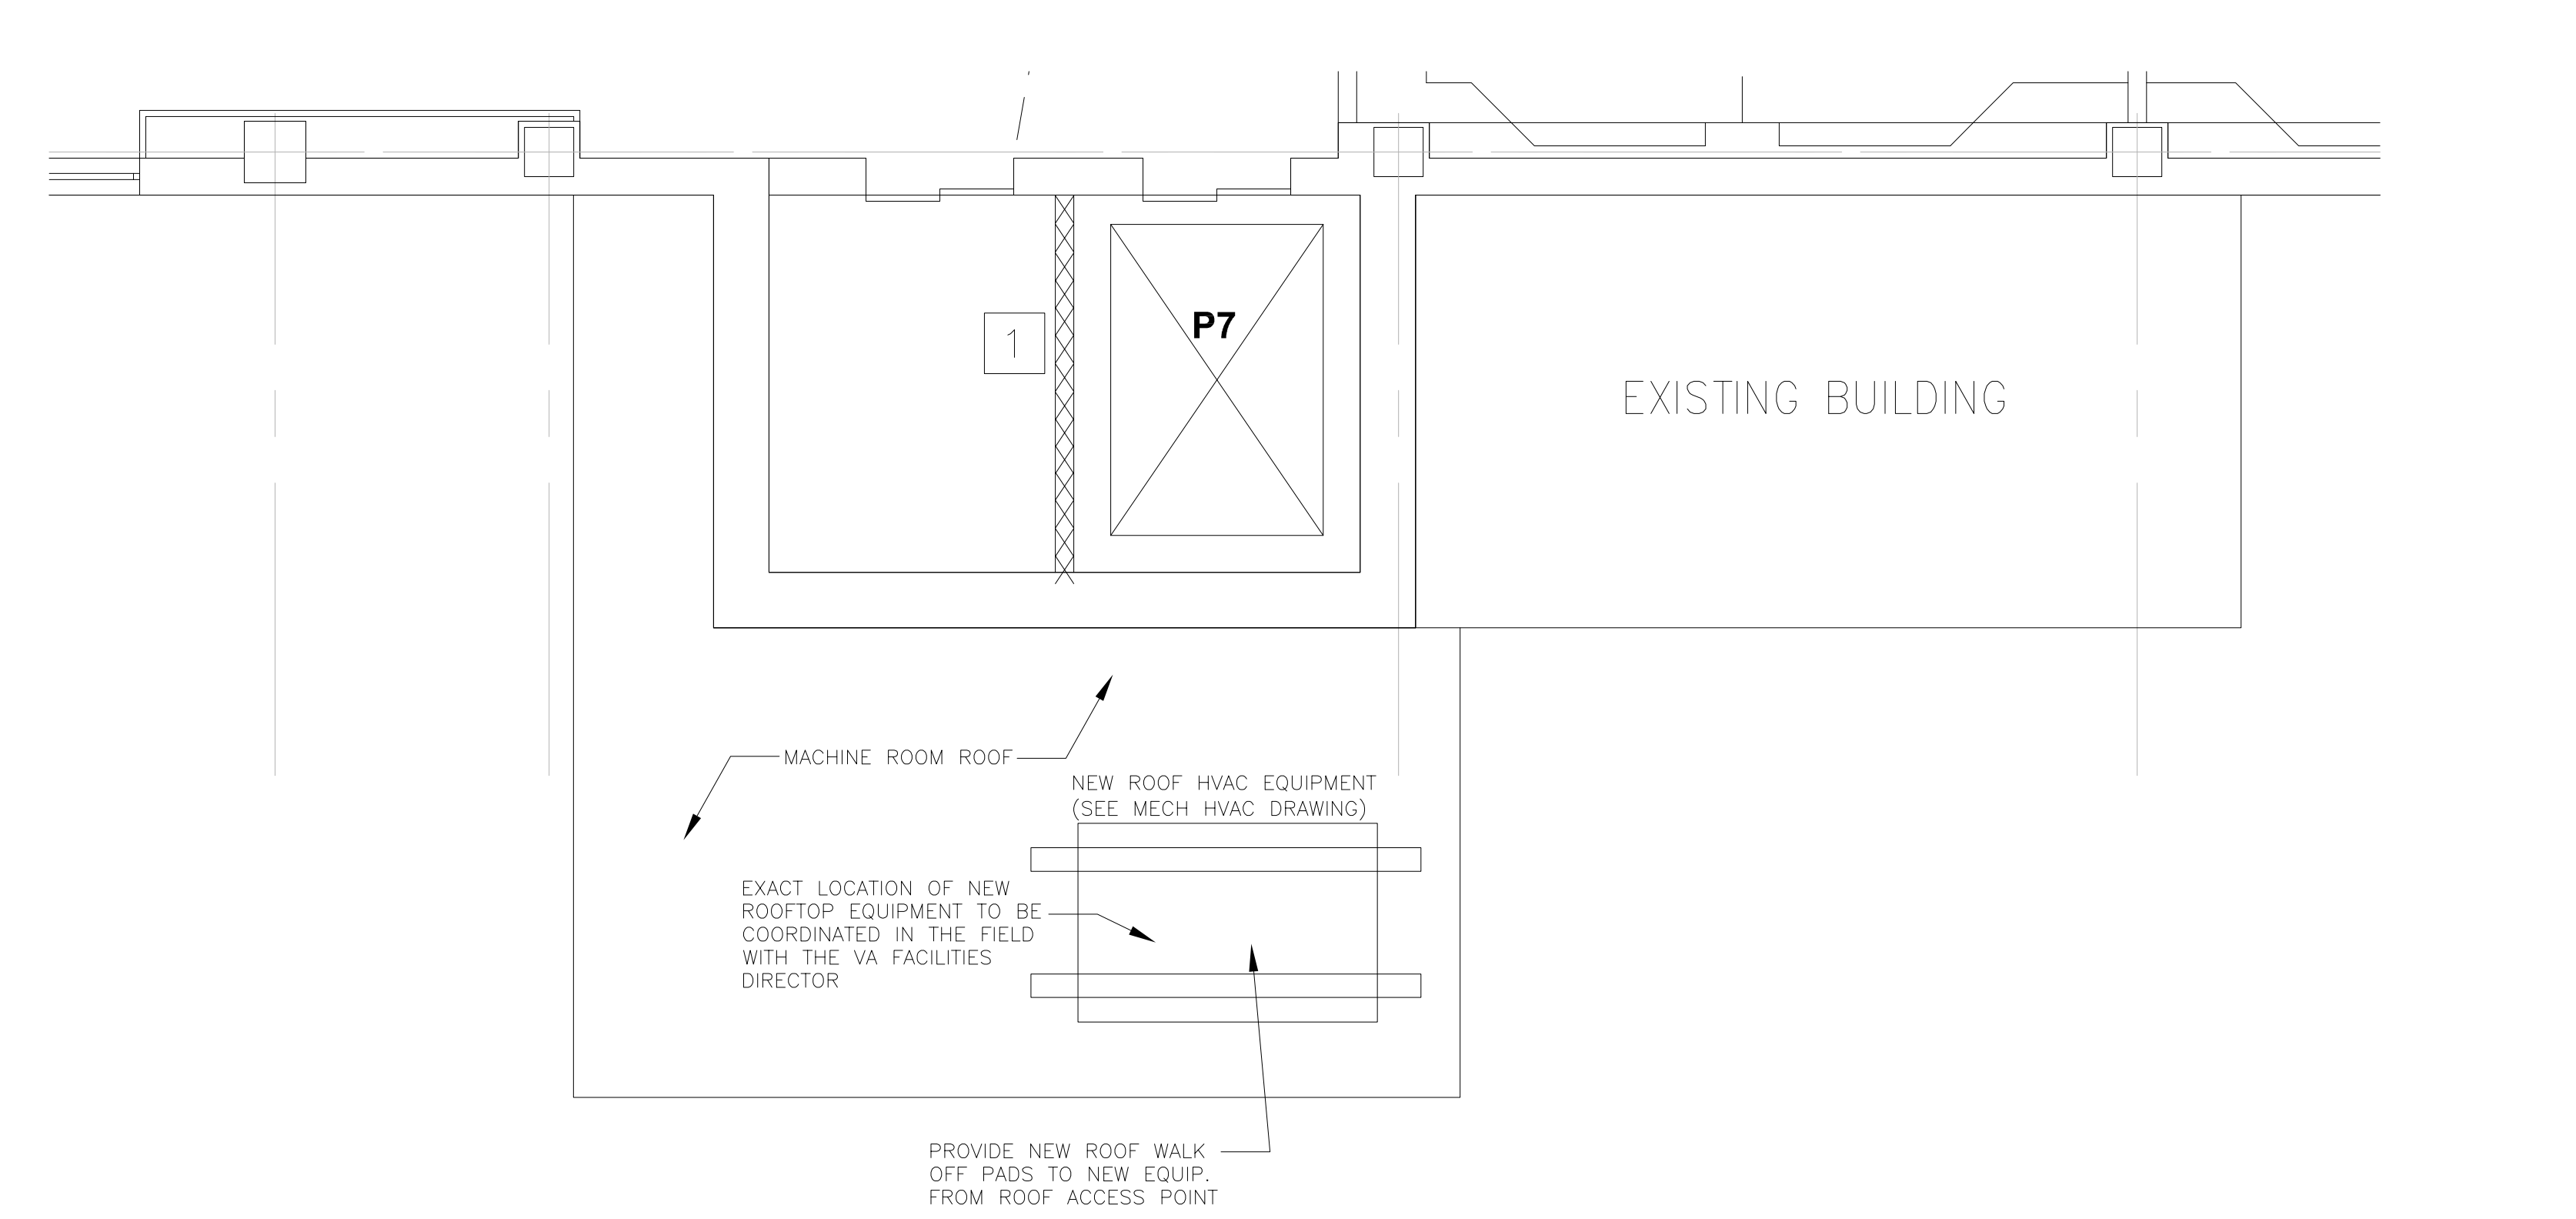 P7
1
EXISTING BUILDING
MACHINE ROOM ROOF
NEW ROOF HVAC EQUIPMENT
(SEE MECH HVAC DRAWING)
EXACT LOCATION OF NEW
ROOFTOP EQUIPMENT TO BE
COORDINATED IN THE FIELD
WITH THE VA FACILITIES
DIRECTOR
PROVIDE NEW ROOF WALK
OFF PADS TO NEW EQUIP.
FROM ROOF ACCESS POINT